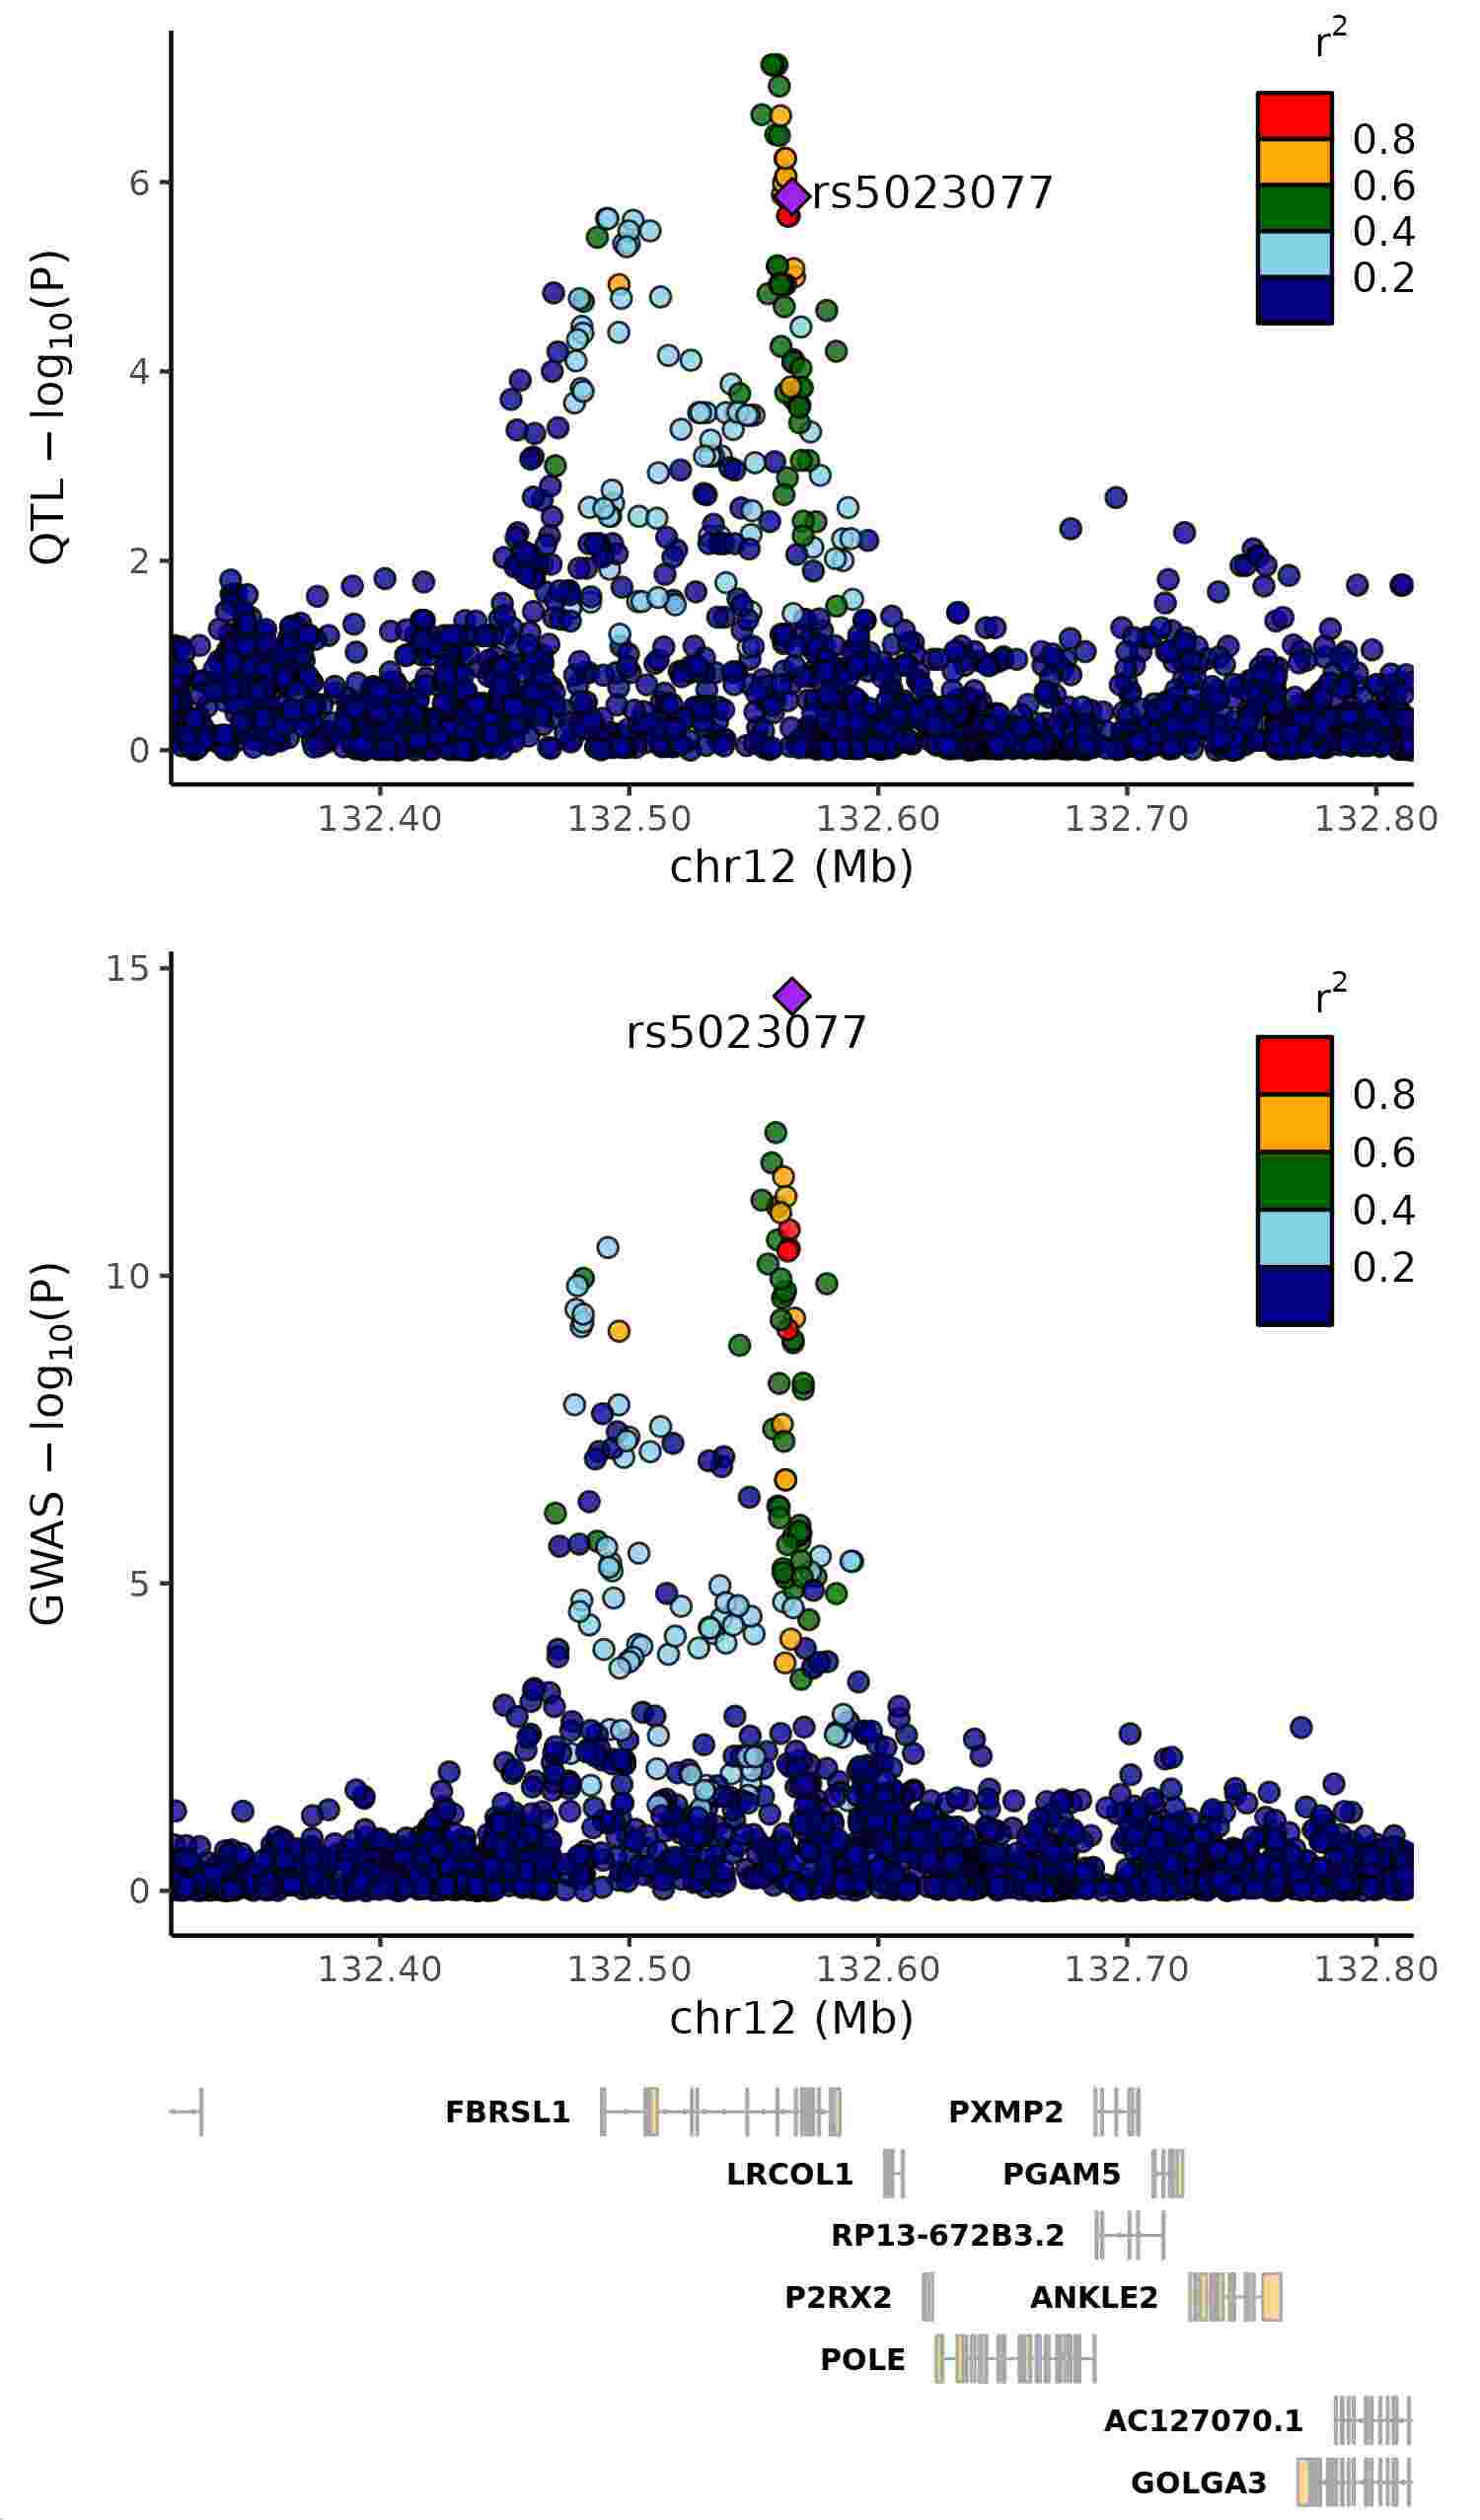 r2
0.8
0.6
0.4
0.2
6
4
2
0
QTL −log10(P)
rs5023077
132.40 132.50 132.60 132.70 132.80
chr12 (Mb)
r2
0.8
0.6
0.4
0.2
15
10
5
0
GWAS −log10(P)
rs5023077
132.40 132.50 132.60 132.70 132.80
chr12 (Mb)
FBRSL1 PXMP2
LRCOL1 PGAM5
RP13-672B3.2
P2RX2 ANKLE2
POLE
AC127070.1
GOLGA3